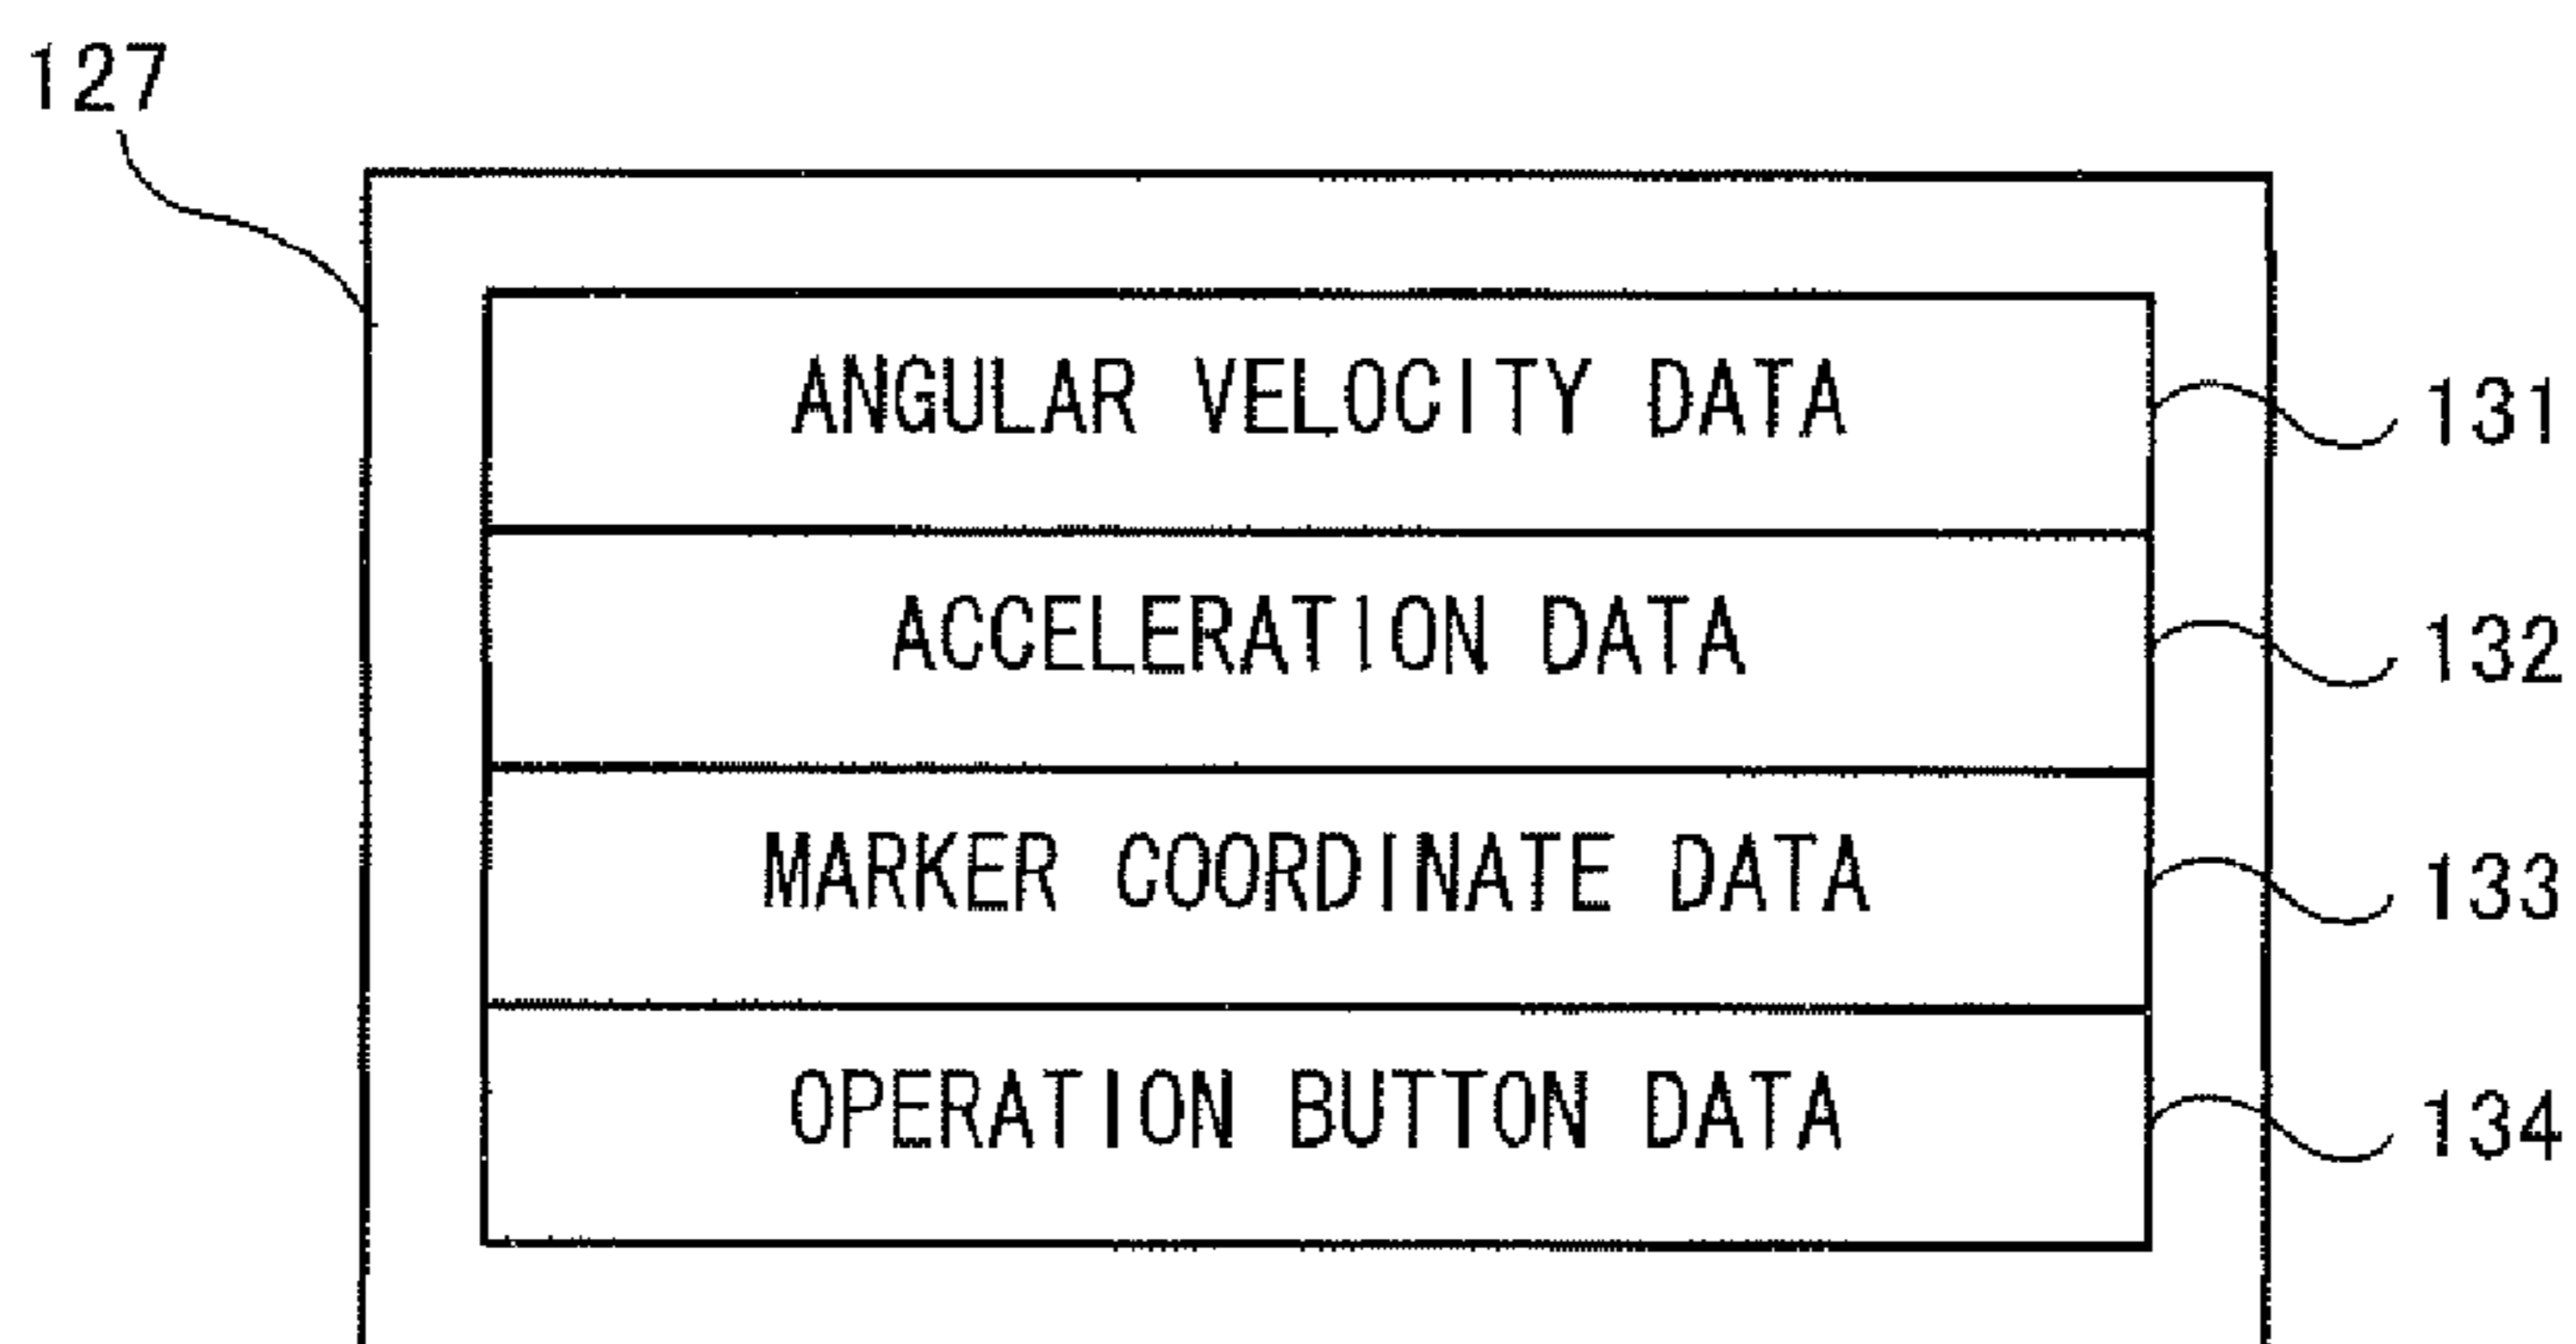 127
ANGULAR VELOCITY DATA 131
ACCELERATION DATA 132
MARKER COORDINATE DATA 133
OPERATION BUTTON DATA 134